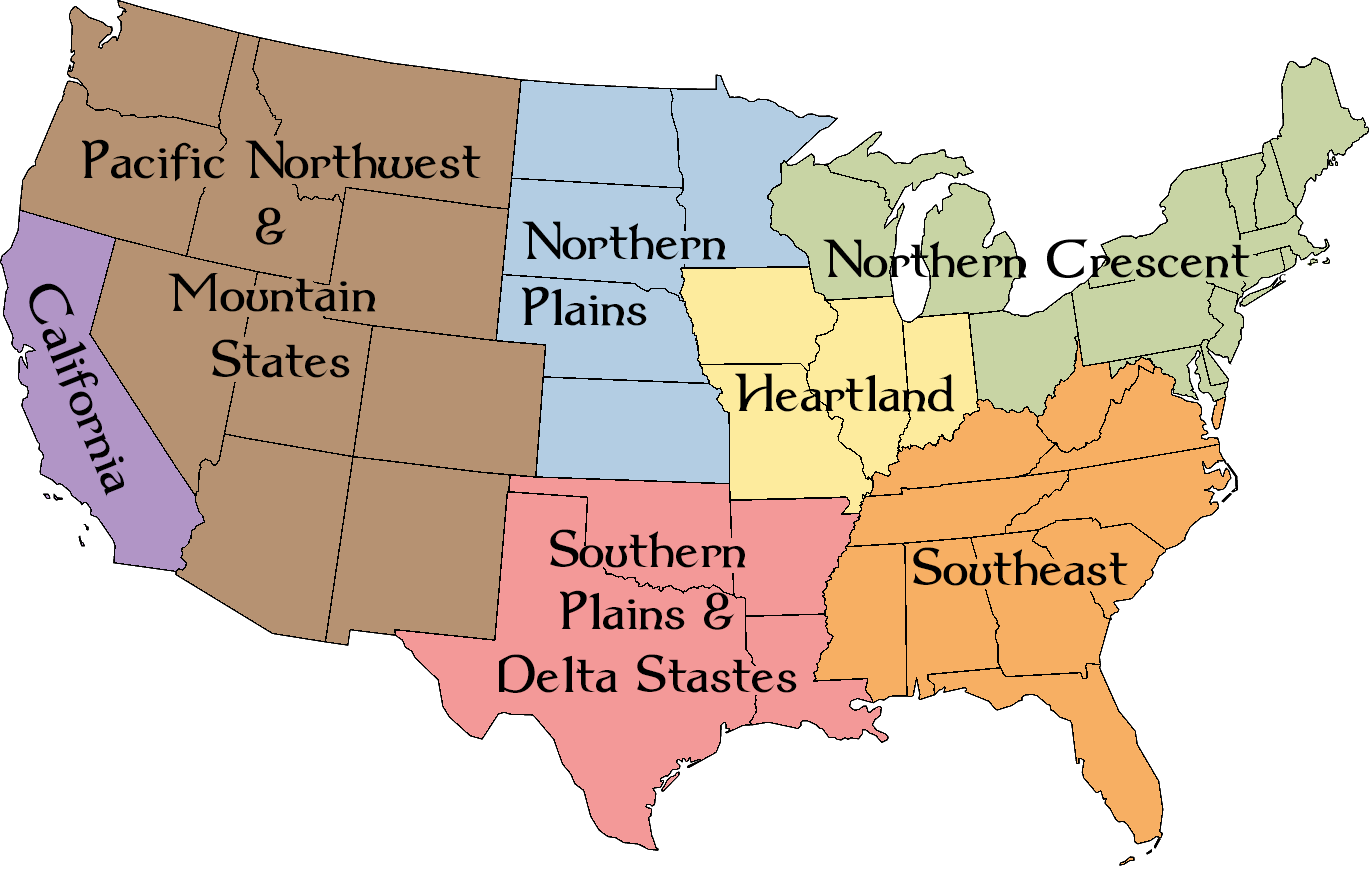 Pacific Northwest
&
Mountain
States
California
Northern
Plains
Northern Crescent
Heartland
Southern
Plains &
Delta Stastes
Southeast